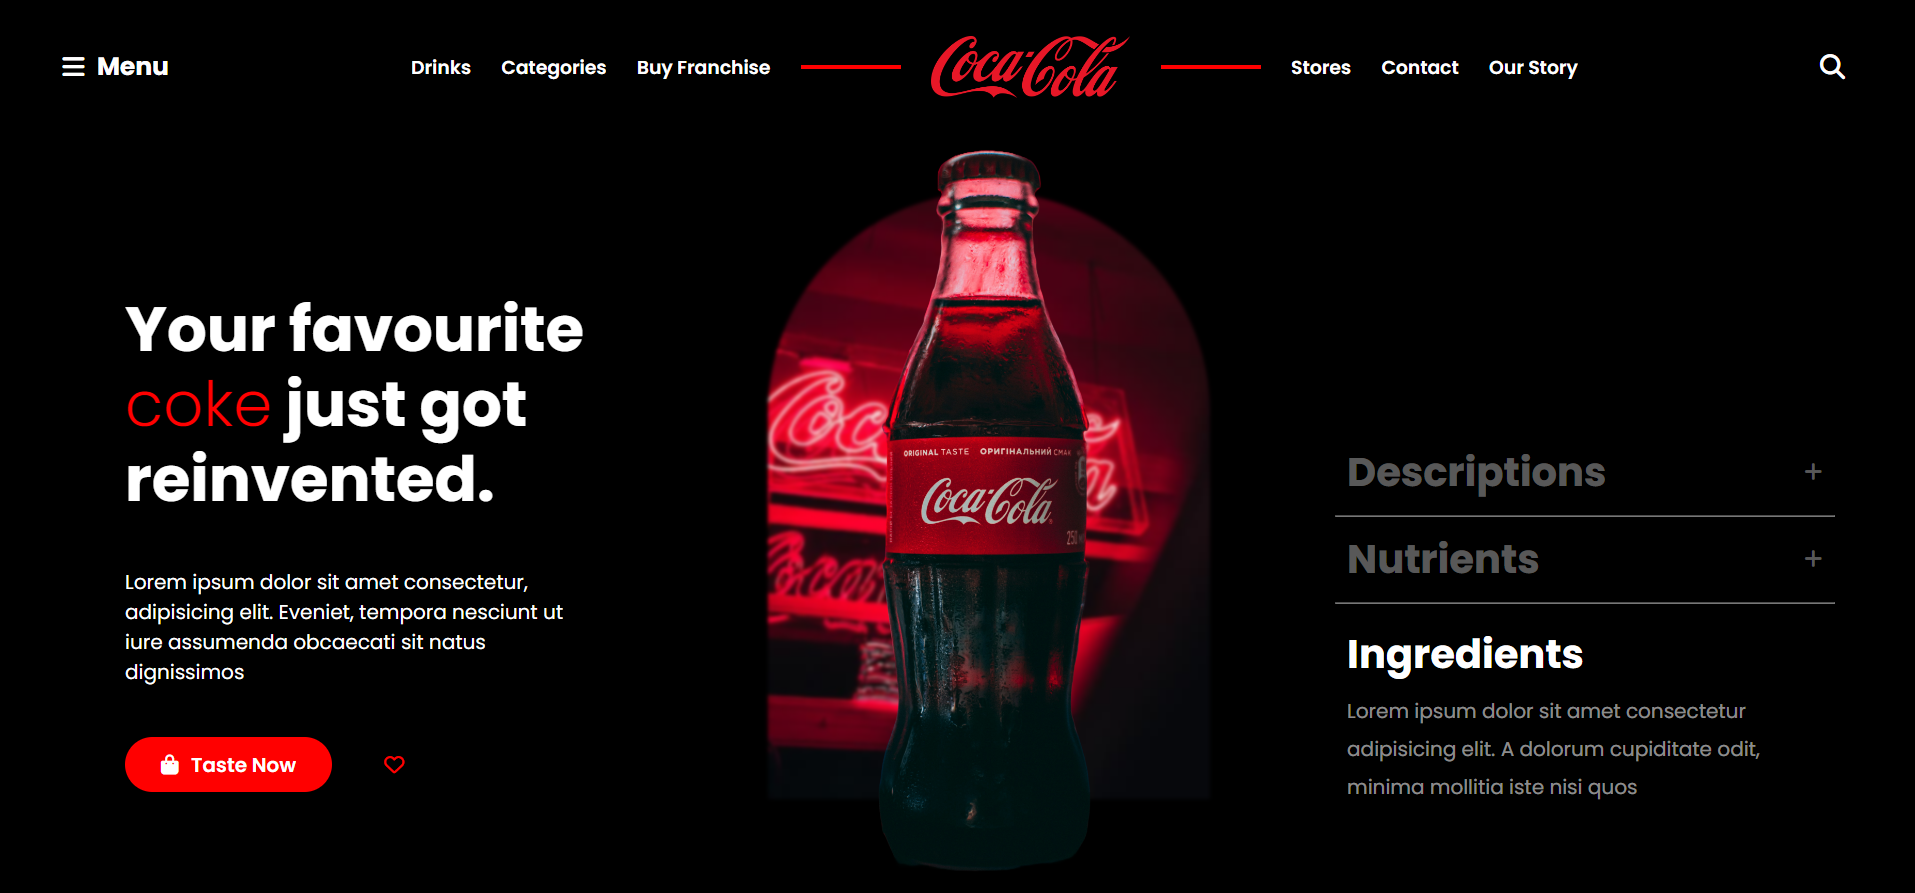 Menu
Drinks
Categories
Buy Franchise
Coca-Cola
Stores
Contact
Our Story
Your favourite
coke just got
reinvented.
Lorem ipsum dolor sit amet consectetur,
adipisicing elit. Eveniet, tempora nesciunt ut
iure assumenda obcaecati sit natus
dignissimos
Taste Now
ORIGINAL TASTE ОРИГІНАЛЬНИЙ СМАК
Coca-Cola
Descriptions
Nutrients
Ingredients
Lorem ipsum dolor sit amet consectetur
adipisicing elit. A dolorum cupiditate odit,
minima mollitia iste nisi quos